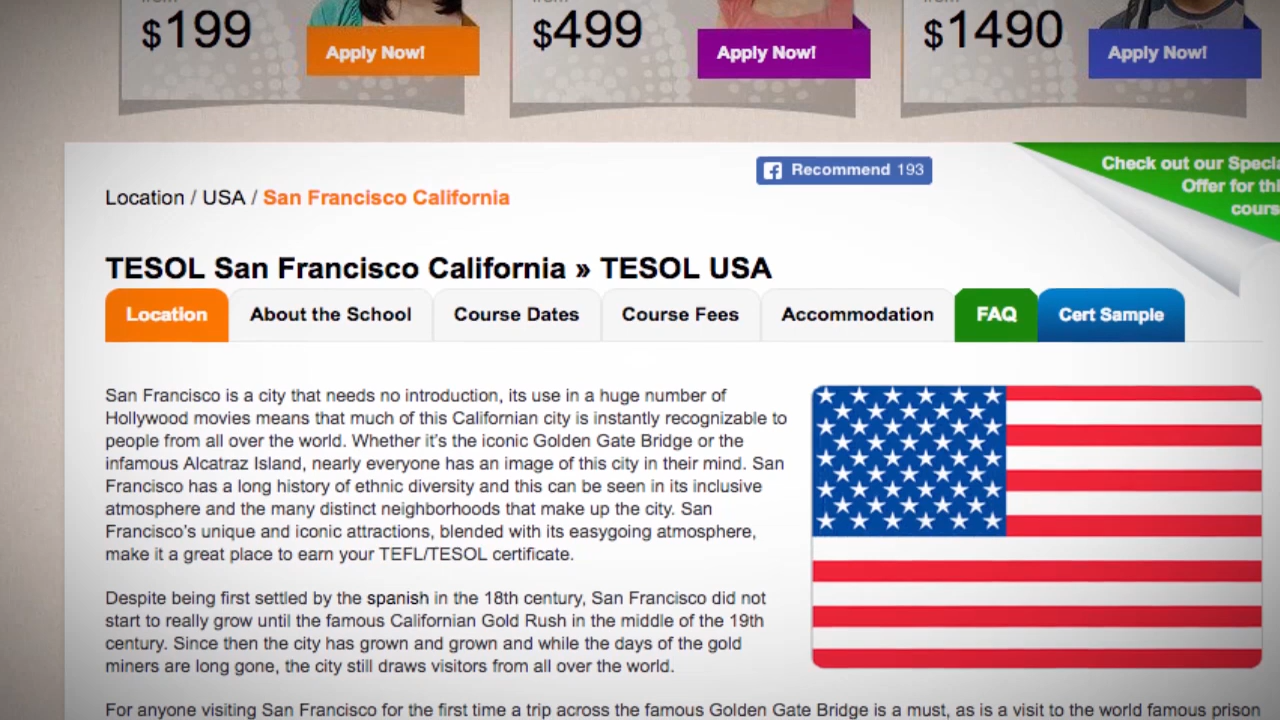 $199
$499
$1490
Apply Now!
Apply Now!
Apply Now!
Recommend 193
Check out our
Offer for
Location / USA / San Francisco California
TESOL San Francisco California » TESOL USA
Location
About the School
Course Dates
Course Fees
Accommodation
FAQ
Cert Sample
San Francisco is a city that needs no introduction, its use in a huge number of
Hollywood movies means that much of this Californian city is instantly recognizable to
people from all over the world. Whether it's the iconic Golden Gate Bridge or the
infamous Alcatraz Island, nearly everyone has an image of this city in their mind. San
Francisco has a long history of ethnic diversity and this can be seen in its inclusive
atmosphere and the many distinct neighborhoods that make up the city. San
Francisco's unique and iconic attractions, blended with its easygoing atmosphere,
make it a great place to earn your TEFL/TESOL certificate.
Despite being first settled by the spanish in the 18th century, San Francisco did not
start to really grow until the famous Californian Gold Rush in the middle of the 19th
century. Since then the city has grown and grown and while the days of the gold
miners are long gone, the city still draws visitors from all over the world.
For anyone visiting San Francisco for the first time a trip across the famous Golden Gate Bridge is a must, as is a visit to the world famous prison